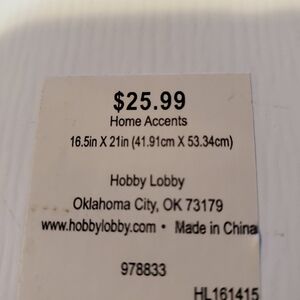 $25.99
Home Accents
16.5in X 21in (41.91cm X 53.34cm)
Hobby Lobby
Oklahoma City, OK 73179
www.hobbylobby.com • Made in China
978833
HL161415